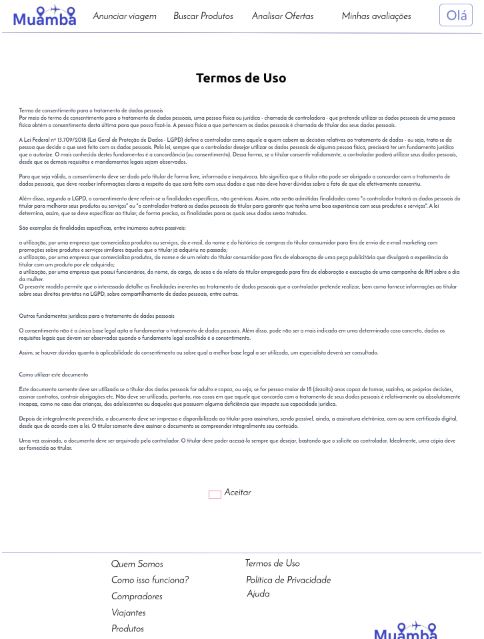 Muamba
Anunciar viagem
Buscar Produtos
Analisar Ofertas
Minhas avaliações
Olá
Termos de Uso
Termo de consentimento para o tratamento de dados pessoais
Por meio do termo de consentimento para o tratamento de dados pessoais, uma pessoa física ou jurídica - chamada de controladora - que pretende utilizar os dados pessoais de uma pessoa
física obtém o consentimento desta última para que possa fazê-lo. A pessoa física a que pertencem os dados pessoais é chamada de titular dos seus dados pessoais.
A Lei Federal nº 13.709/2018 (Lei Geral de Proteção de Dados - LGPD) define o controlador como aquele a quem cabem as decisões relativas ao tratamento de dados - ou seja, trata-se da
pessoa que decide o que será feito com os dados pessoais. Pela lei, sempre que o controlador desejar utilizar os dados pessoais de alguma pessoa física, precisará ter um fundamento jurídico
que o autorize. O mais conhecido destes fundamentos é a concordância (ou consentimento). Dessa forma, se o titular consentir validamente, o controlador poderá utilizar seus dados pessoais,
desde que os demais requisitos e mandamentos legais sejam observados.
Para que seja válido, o consentimento deve ser dado pelo titular de forma livre, informada e inequívoca. Isto significa que o titular não pode ser obrigado a concordar com o tratamento de
dados pessoais, que deve receber informações claras a respeito do que será feito com seus dados e que não deve haver dúvidas sobre o fato de que ele efetivamente consentiu.
Além disso, segundo a LGPD, o consentimento deve referir-se a finalidades específicas, não genéricas. Assim, não serão admitidas finalidades como "o controlador tratará os dados pessoais do
titular para melhorar seus produtos ou serviços" ou "o controlador tratará os dados pessoais do titular para garantir que tenha uma boa experiência com seus produtos e serviços". A lei
determina, assim, que se deve especificar ao titular, de forma precisa, as finalidades para as quais seus dados serão tratados.
São exemplos de finalidades específicas, entre inúmeros outros possíveis:
a utilização, por uma empresa que comercializa produtos ou serviços, do e-mail, do nome e do histórico de compras do titular consumidor para fins de envio de e-mail marketing com
promoções sobre produtos e serviços similares àqueles que o titular já adquiriu no passado;
a utilização, por uma empresa que comercializa produtos, do nome e de um relato do titular consumidor para fins de elaboração de uma peça publicitária que divulgará a experiência do
titular com um produto por ele adquirido;
a utilização, por uma empresa que possui funcionários, do nome, do cargo, do sexo e do relato do titular empregado para fins de elaboração e execução de uma campanha de RH sobre o dia
da mulher.
O presente modelo permite que o interessado detalhe as finalidades inerentes ao tratamento de dados pessoais que o controlador pretende realizar, bem como fornece informações ao titular
sobre seus direitos previstos na LGPD, sobre compartilhamento de dados pessoais, entre outras.
Outros fundamentos jurídicos para o tratamento de dados pessoais
O consentimento não é a única base legal apta a fundamentar o tratamento de dados pessoais. Além disso, pode não ser a mais indicada em uma determinada caso concreto, dados os
requisitos legais que devem ser observados quando o fundamento legal escolhido é o consentimento.
Assim, se houver dúvidas quanto à aplicabilidade do consentimento ou sobre qual a melhor base legal a ser utilizada, um especialista deverá ser consultado.
Como utilizar este documento
Este documento somente deve ser utilizado se o titular dos dados pessoais for adulto e capaz, ou seja, se for pessoa maior de 18 (dezoito) anos capaz de tomar, sozinha, as próprias decisões,
assinar contratos, contrair obrigações etc. Não deve ser utilizado, portanto, nos casos em que aquele que concorda com o tratamento de seus dados pessoais é relativamente ou absolutamente
incapaz, como no caso das crianças, dos adolescentes ou daqueles que possuem alguma deficiência que impacte sua capacidade jurídica.
Depois de integralmente preenchido, o documento deve ser impresso e disponibilizado ao titular para assinatura, sendo possível, ainda, a assinatura eletrônica, com ou sem certificado digital,
desde que de acordo com a lei. O titular somente deve assinar o documento se compreender integralmente seu conteúdo.
Uma vez assinado, o documento deve ser arquivado pelo controlador. O titular deve poder acessá-lo sempre que desejar, bastando que o solicite ao controlador. Idealmente, uma cópia deve
ser fornecida ao titular.
Aceitar
Quem Somos
Termos de Uso
Como isso funciona?
Política de Privacidade
Compradores
Ajuda
Viajantes
Produtos
Muamba